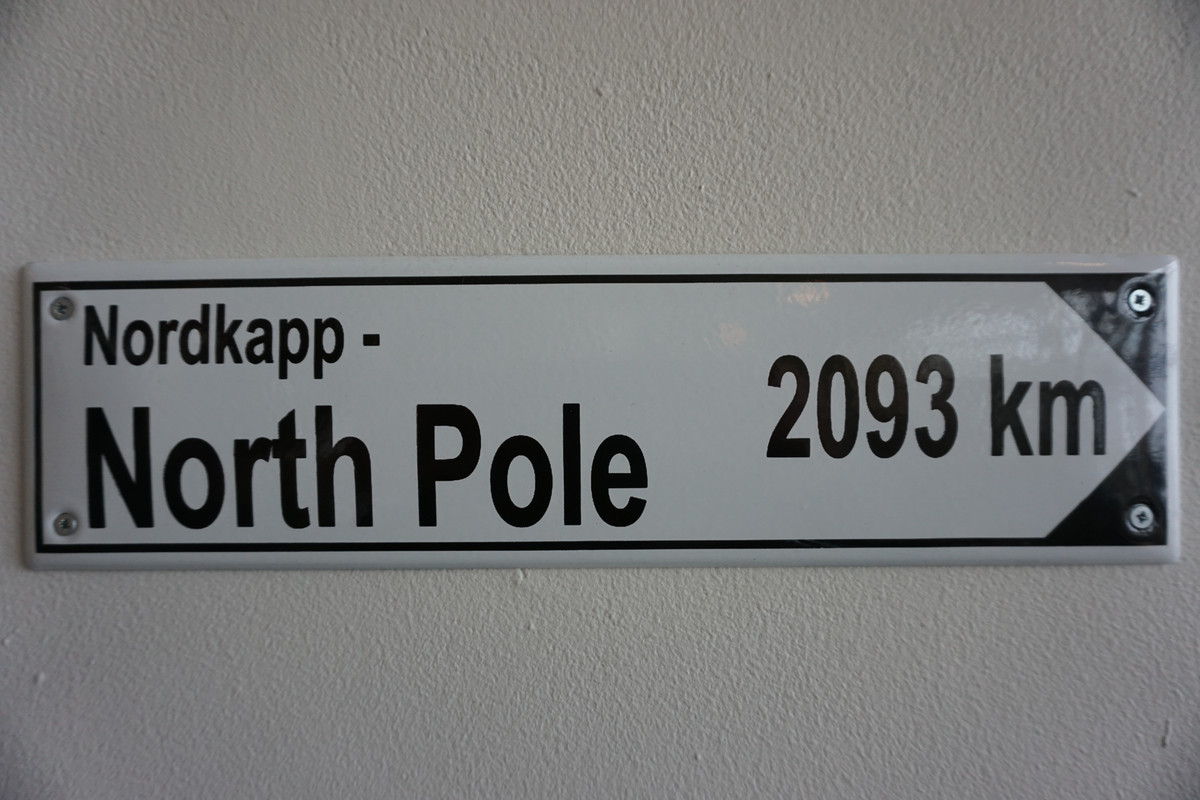 Nordkapp -
North Pole
2093 km